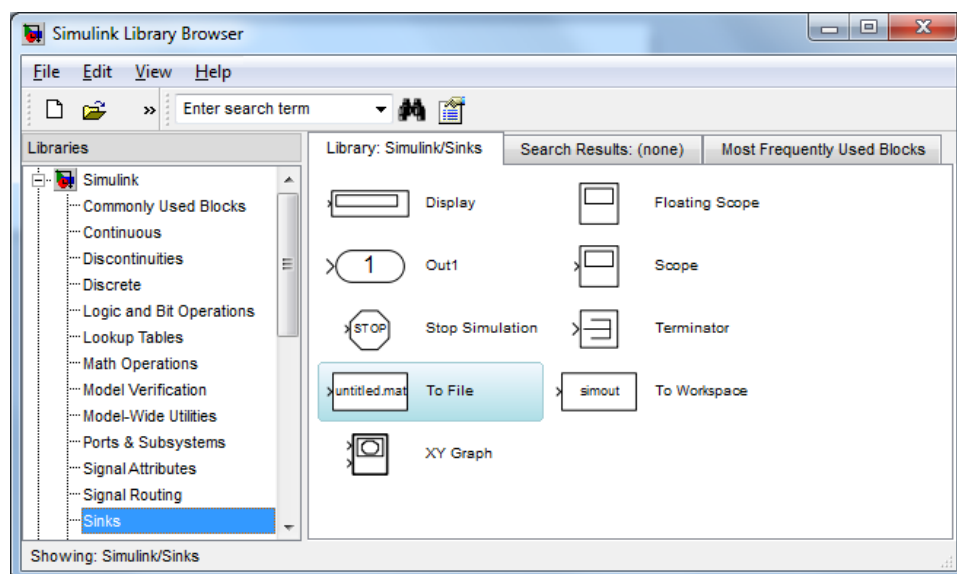 Simulink Library Browser
File Edit View Help
» Enter search term
Libraries
Library: Simulink/Sinks Search Results: (none) Most Frequently Used Blocks
Simulink
Commonly Used Blocks
Continuous
Discontinuities
Discrete
Logic and Bit Operations
Lookup Tables
Math Operations
Model Verification
Model-Wide Utilities
Ports & Subsystems
Signal Attributes
Signal Routing
Sinks
Display
Floating Scope
1 Out1
Scope
STOP Stop Simulation
Terminator
untitled.mat To File
simout To Workspace
XY Graph
Showing: Simulink/Sinks